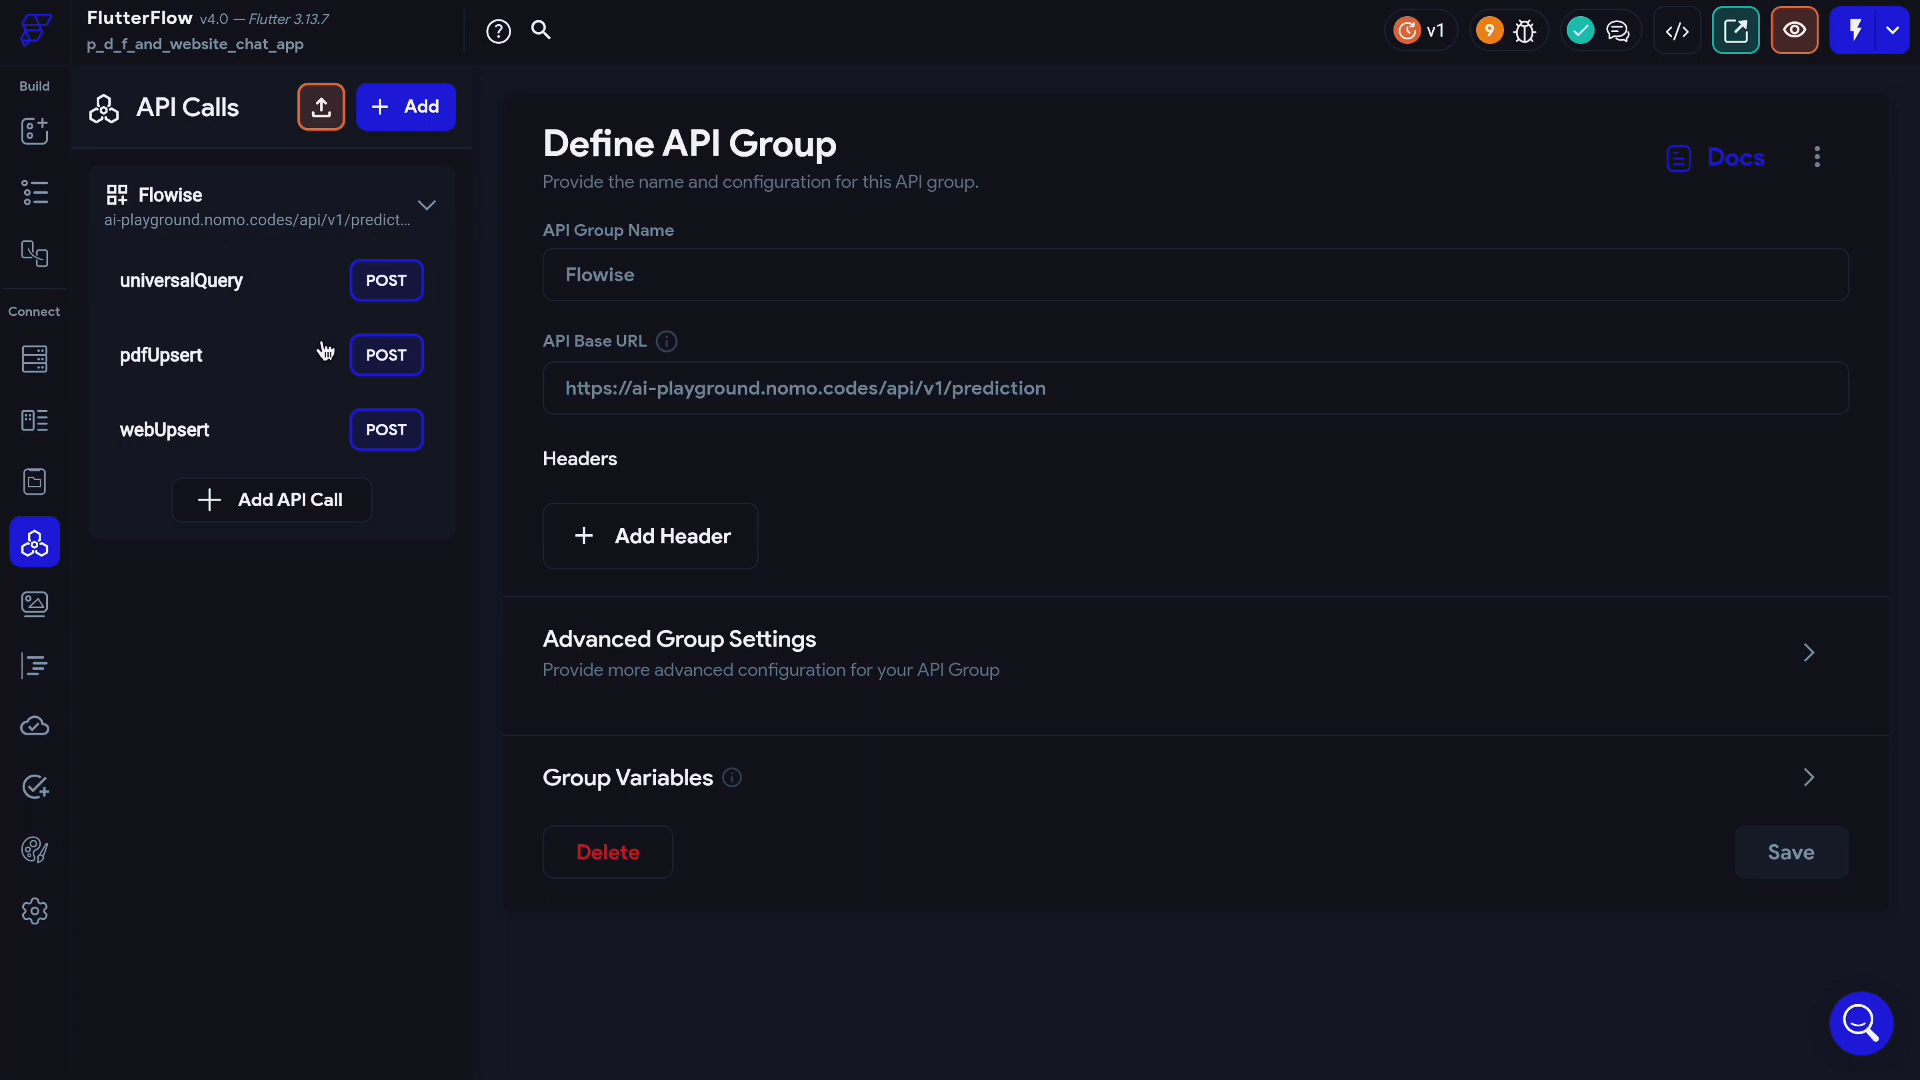 FlutterFlow v4.0 — Flutter 3.13.7
p_d_f_and_website_chat_app
v1
9
Build
API Calls
Add
Flowise
ai-playground.nomo.codes/api/v1/predict...
universalQuery
POST
Connect
pdfUpsert
POST
webUpsert
POST
Add API Call
Define API Group
Provide the name and configuration for this API group.
Docs
API Group Name
Flowise
API Base URL
https://ai-playground.nomo.codes/api/v1/prediction
Headers
Add Header
Advanced Group Settings
Provide more advanced configuration for your API Group
Group Variables
Delete
Save